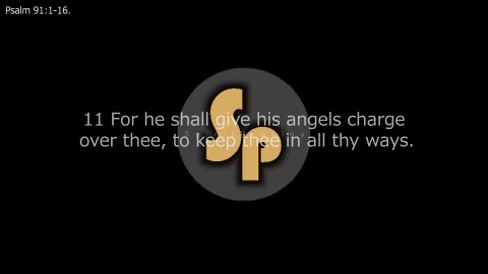 Psalm 91:1-16.
11 For he shall give his angels charge
over thee, to keep thee in all thy ways.
Sp